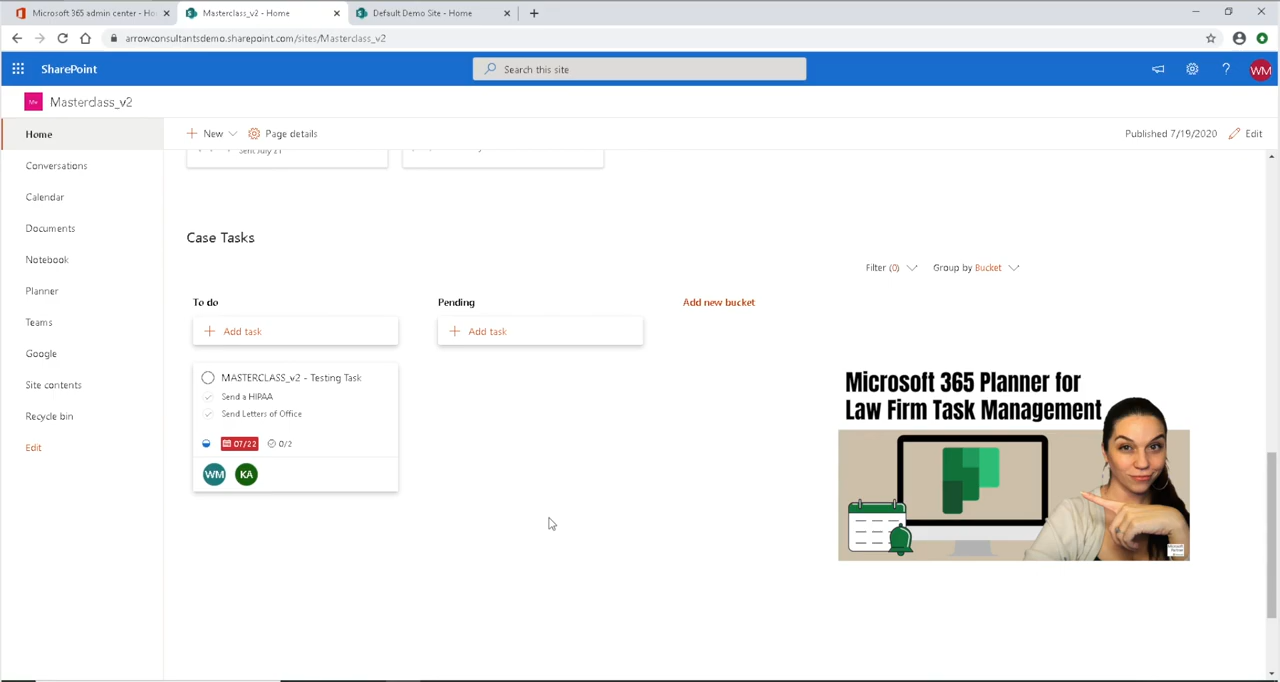 Microsoft 365 admin center - Ho
Masterclass_v2 - Home
Default Demo Site - Home
arrowconsultantsdemo.sharepoint.com/sites/Masterclass_v2
SharePoint
Search this site
WM
Masterclass_v2
Home
New
Page details
Published 7/19/2020
Edit
Conversations
Calendar
Documents
Notebook
Planner
Teams
Google
Site contents
Recycle bin
Edit
Sent July 21
Case Tasks
Filter (0)
Group by Bucket
To do
Pending
Add new bucket
Add task
Add task
MASTERCLASS_v2 - Testing Task
Send a HIPAA
Send Letters of Office
07/22
0/2
WM
KA
Microsoft 365 Planner for
Law Firm Task Management